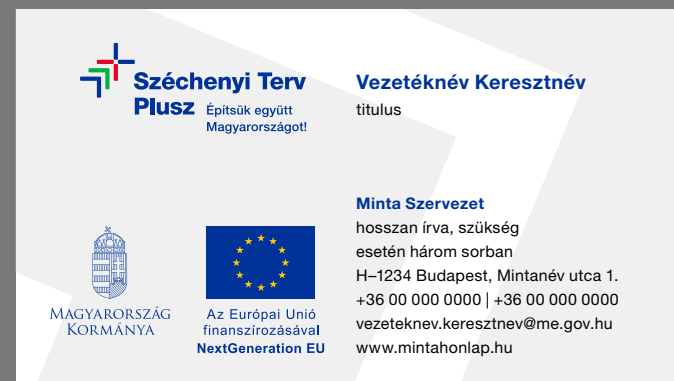 Széchenyi Terv
Plusz
Építsük együtt
Magyarországot!
Vezetéknév Keresztnév
titulus
Magyarország
Kormánya
Az Európai Unió
finanszírozásával
NextGeneration EU
Minta Szervezet
hosszan írva, szükség
esetén három sorban
H–1234 Budapest, Mintanév utca 1.
+36 00 000 0000 | +36 00 000 0000
vezeteknev.keresztnev@me.gov.hu
www.mintahonlap.hu